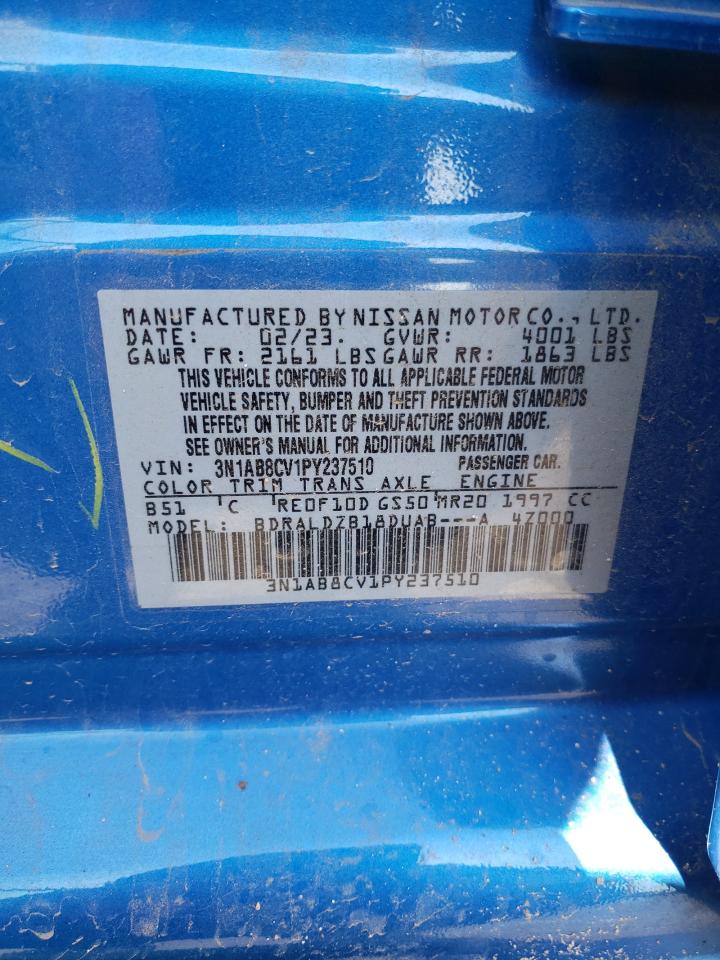 MANUFACTURED BY NISSAN MOTOR CO., LTD.
DATE: 02/23. GVWR: 4001 LBS
GAWR FR: 2161 LBS GAWR RR: 1863 LBS
THIS VEHICLE CONFORMS TO ALL APPLICABLE FEDERAL MOTOR
VEHICLE SAFETY, BUMPER AND THEFT PREVENTION STANDARDS
IN EFFECT ON THE DATE OF MANUFACTURE SHOWN ABOVE.
SEE OWNER'S MANUAL FOR ADDITIONAL INFORMATION.
VIN: 3N1AB8CV1PY237510 PASSENGER CAR.
COLOR TRIM TRANS AXLE ENGINE
B51 'C 'RE0F10D GS50'MR20 1997 CC
MODEL: BDRALDZB18DUAB---A 4Z000
3N1AB8CV1PY237510